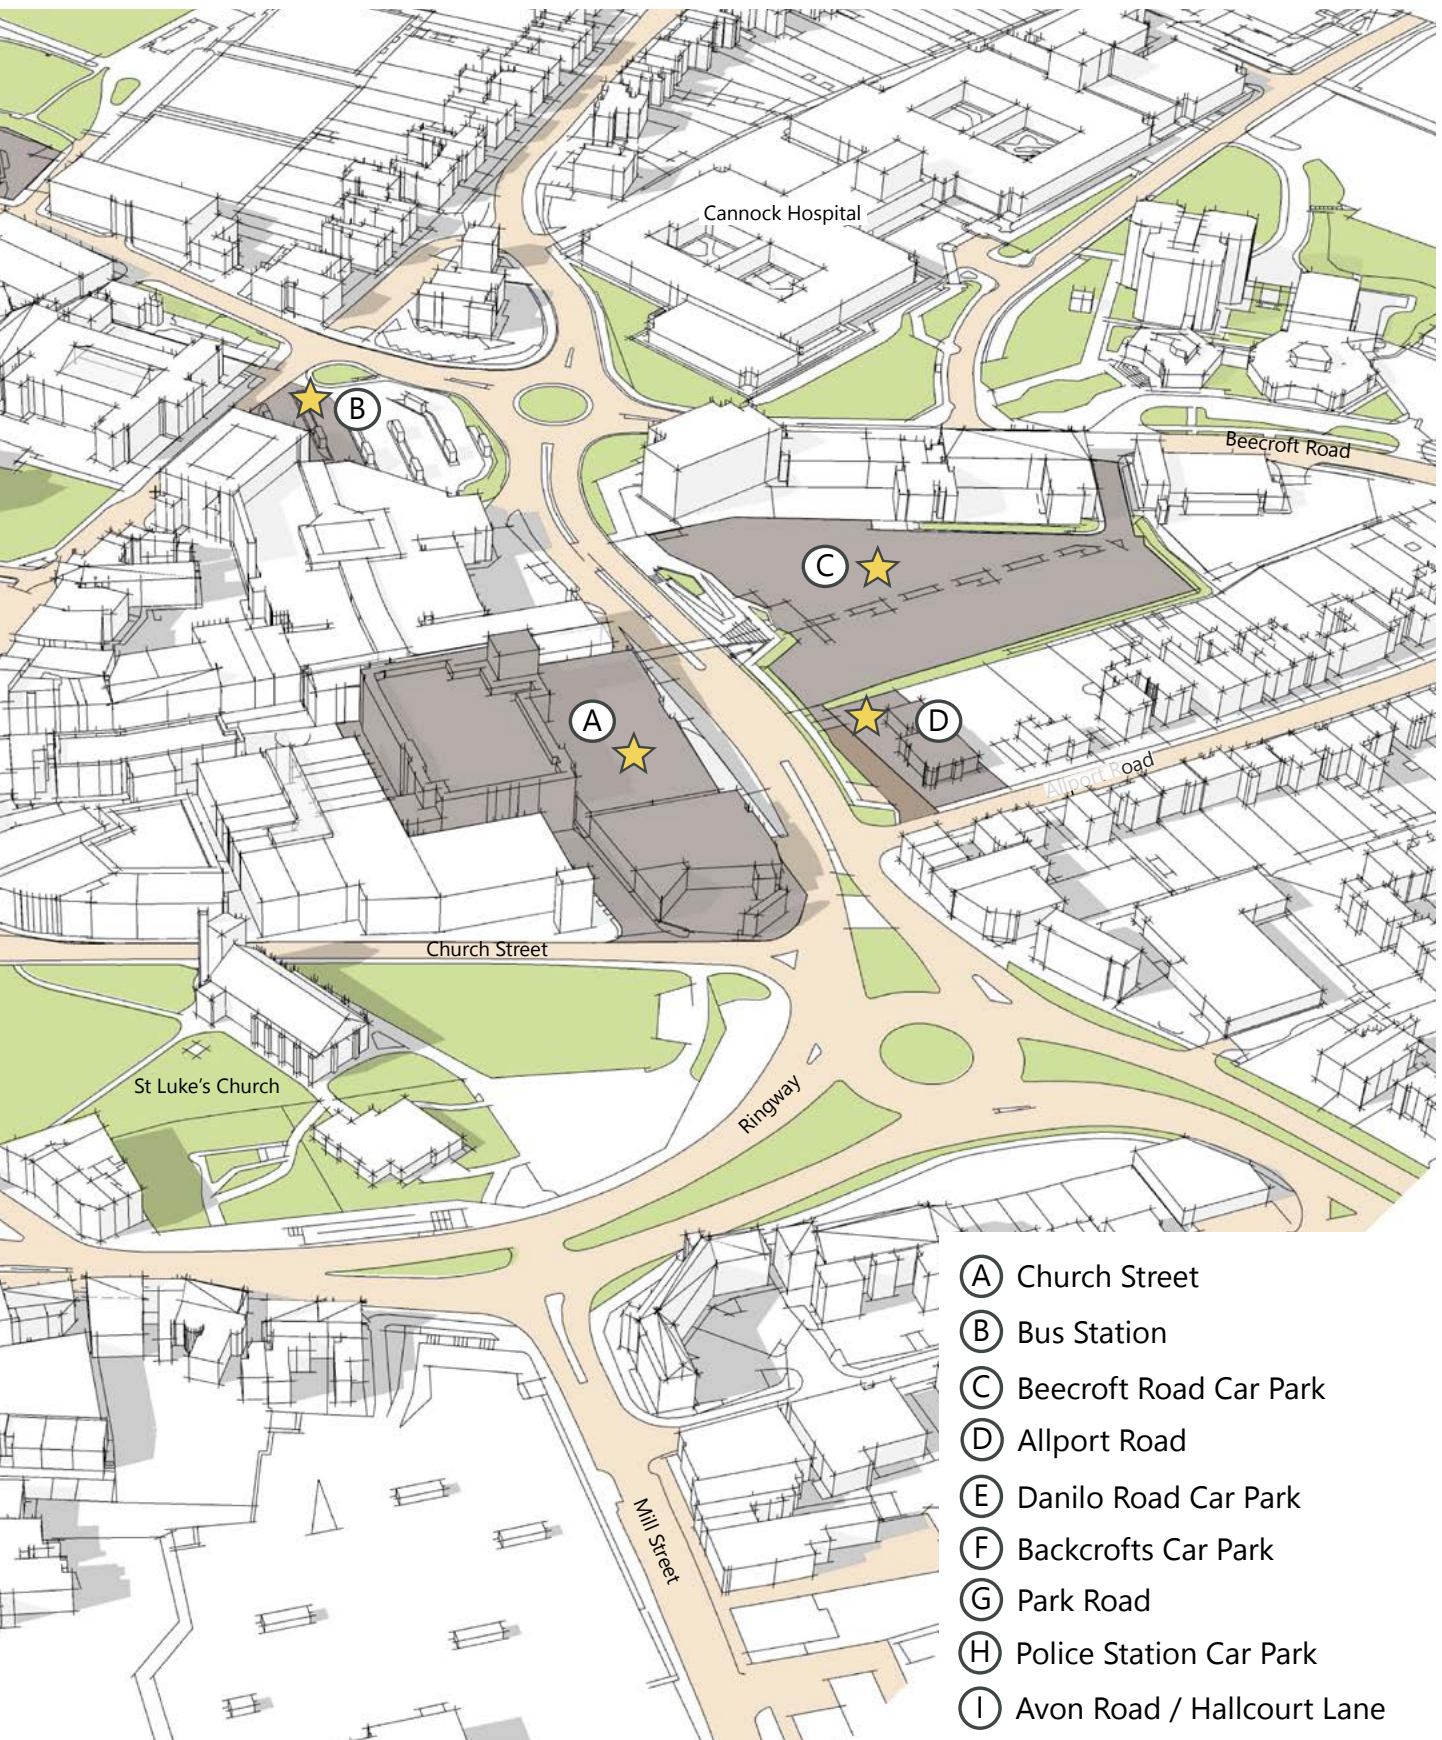 Cannock Hospital
B
Beecroft Road
C
A
D
Allport Road
Church Street
St Luke's Church
Ringway
Mill Street
A Church Street
B Bus Station
C Beecroft Road Car Park
D Allport Road
E Danilo Road Car Park
F Backcrofts Car Park
G Park Road
H Police Station Car Park
I Avon Road / Hallcourt Lane